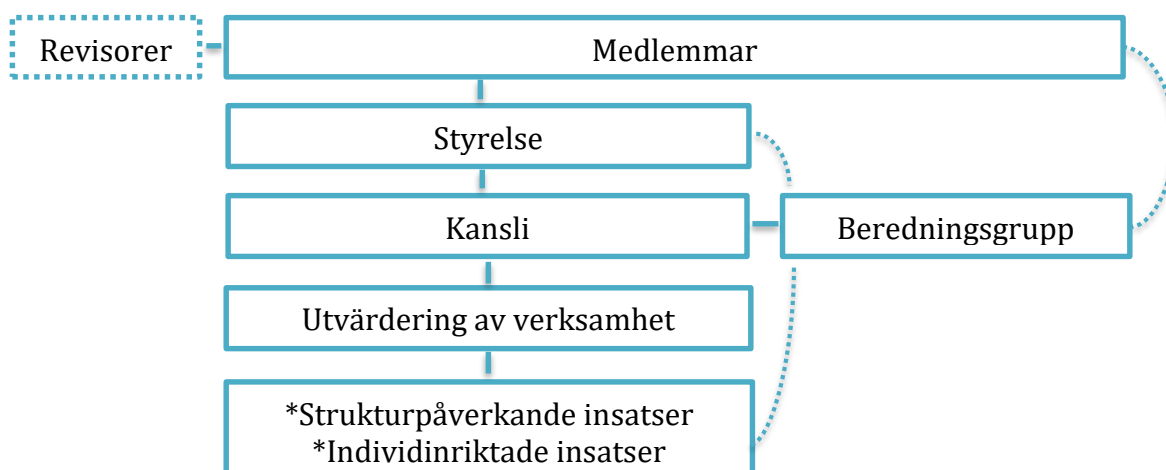 Revisorer
Medlemmar
Styrelse
Kansli
Beredningsgrupp
Utvärdering av verksamhet
*Strukturpåverkande insatser
*Individinriktade insatser